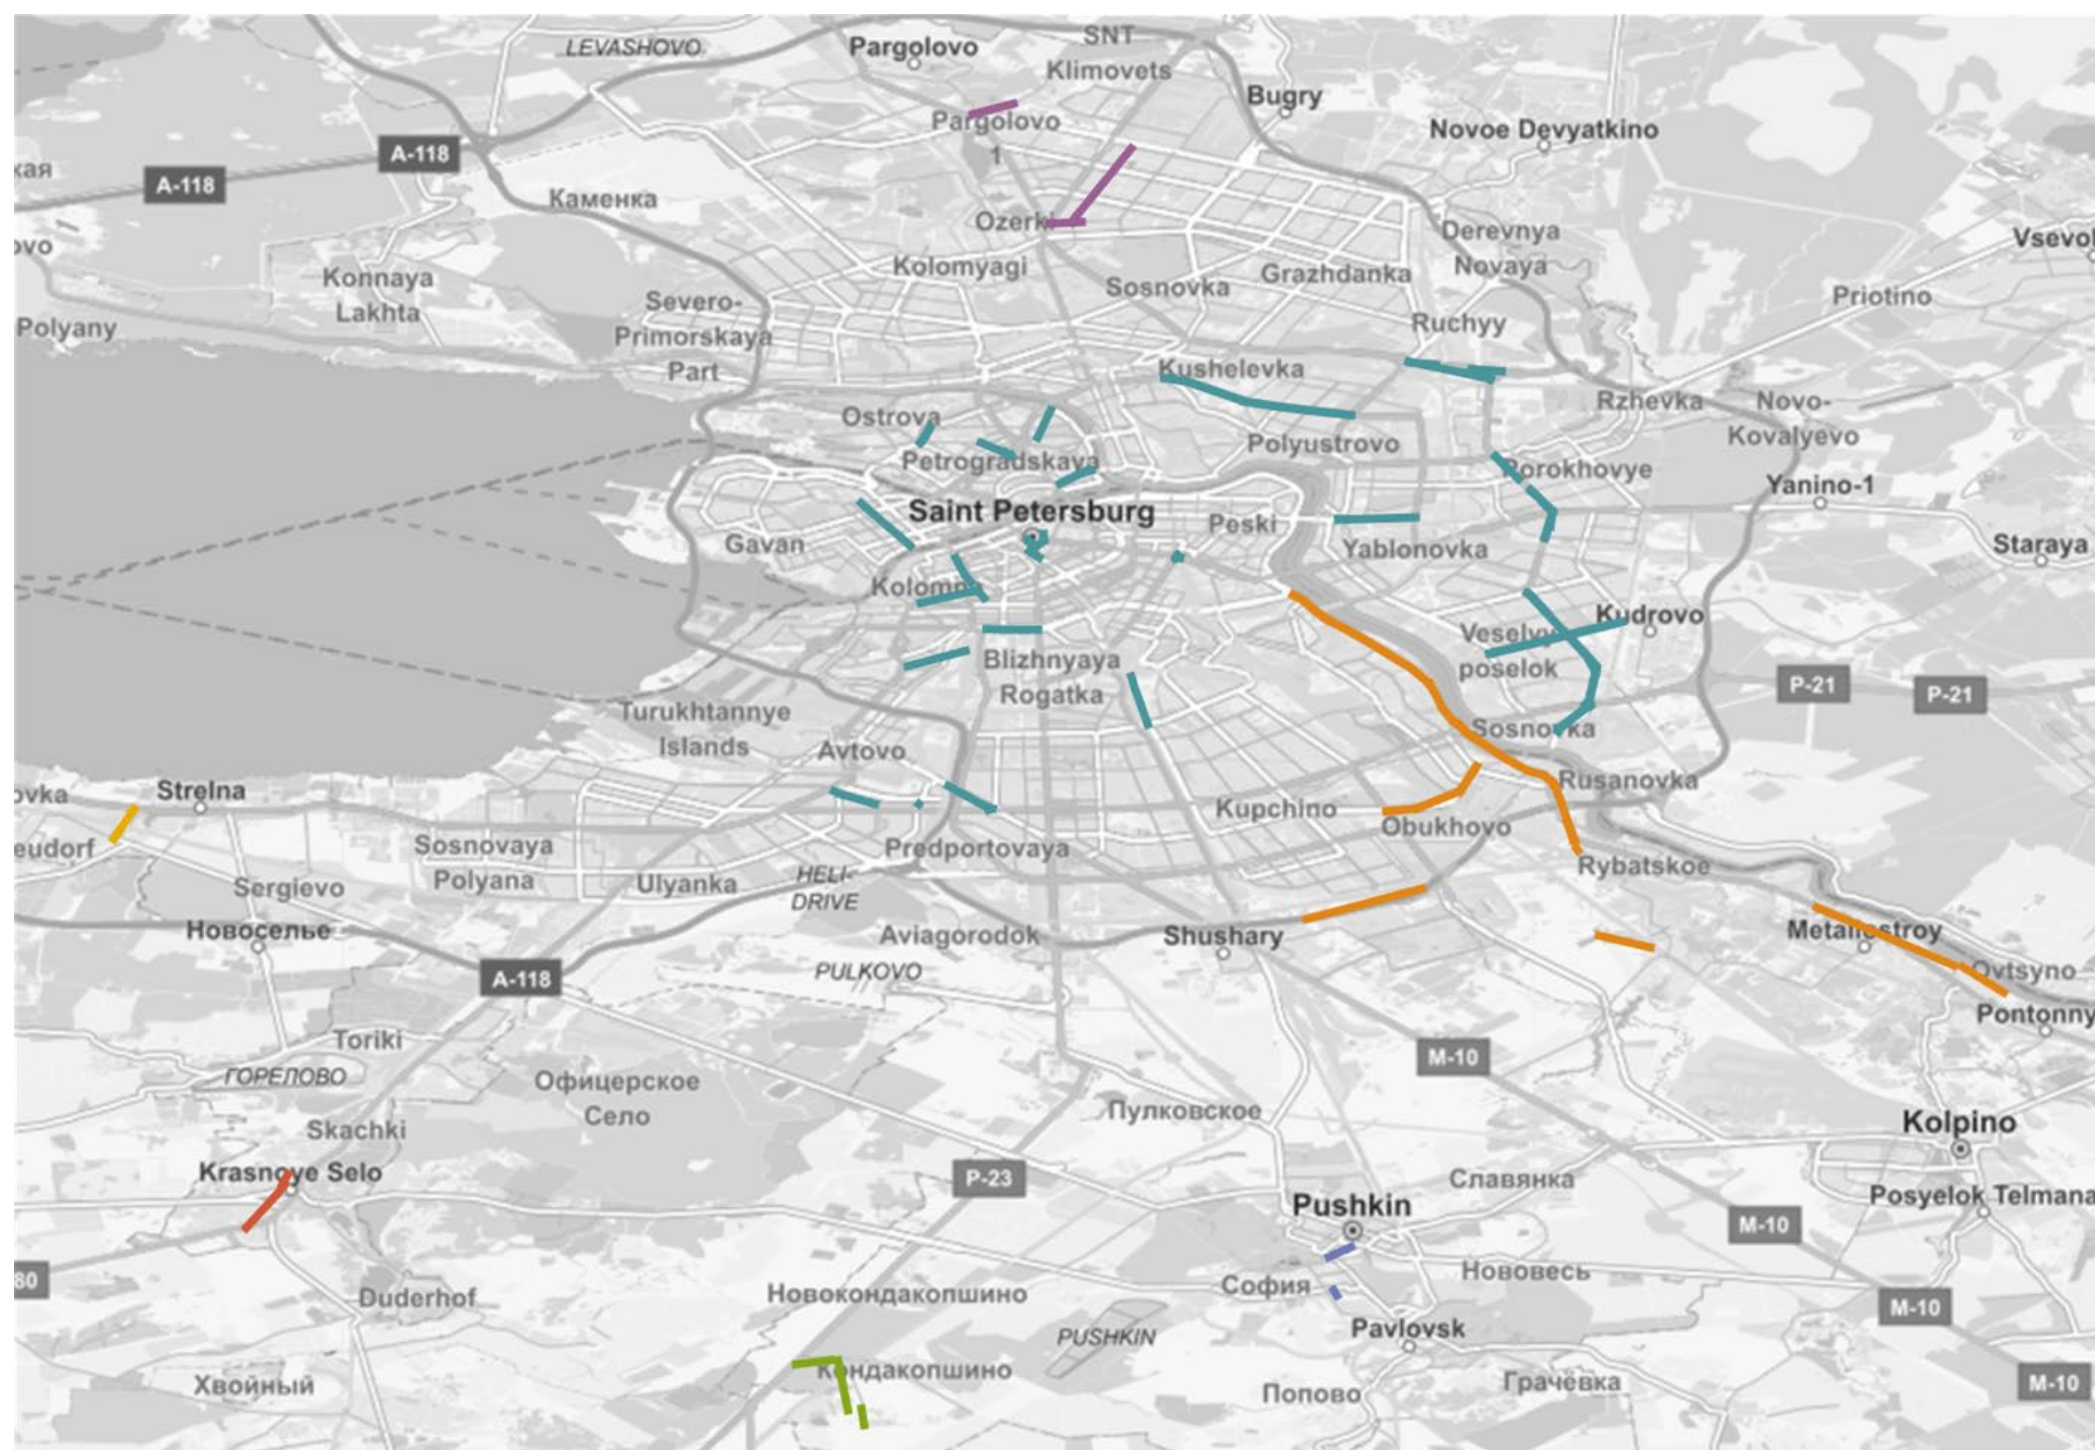 LEVASHOVO
Pargolovo
SNT
Klimovets
Bugry
Pargolovo
1
Novoe Devyatkino
A-118
A-118
кая
Каменка
Ozerki
Derevnya
Novaya
ovo
Vsevol
Kolomyagi
Grazhdanka
Sosnovka
Konnaya
Lakhta
Severo-
Primorskaya
Part
Priotino
Polyany
Ruchyy
Kushelevka
Rzhevka
Novo-
Kovalyevo
Ostrova
Polyustrovo
Petrogradskaya
Porokhovye
Yanino-1
Saint Petersburg
Peski
Gavan
Yablonovka
Staraya
Kolomna
Kudrovo
Veselyy
poselok
Blizhnyaya
Rogatka
P-21
P-21
Turukhtannye
Islands
Sosnovka
Avtovo
Rusanovka
ovka
Strelna
Kupchino
Obukhovo
eudorf
Sosnovaya
Polyana
Predportovaya
Rybatskoe
Sergievo
Ulyanka
HELI-
DRIVE
Новоселье
Aviagorodok
Shushary
Metallostroy
A-118
PULKOVO
Ovtsyno
Pontonny
Toriki
M-10
ГОРЕЛОВО
Офицерское
Село
Пулковское
Skachki
Kolpino
Krasnoye Selo
P-23
Славянка
Posyelok Telmana
Pushkin
M-10
80
София
Нововесь
Duderhof
Новокондакопшино
M-10
PUSHKIN
Pavlovsk
Кондакопшино
Хвойный
Попово
Грачёвка
M-10